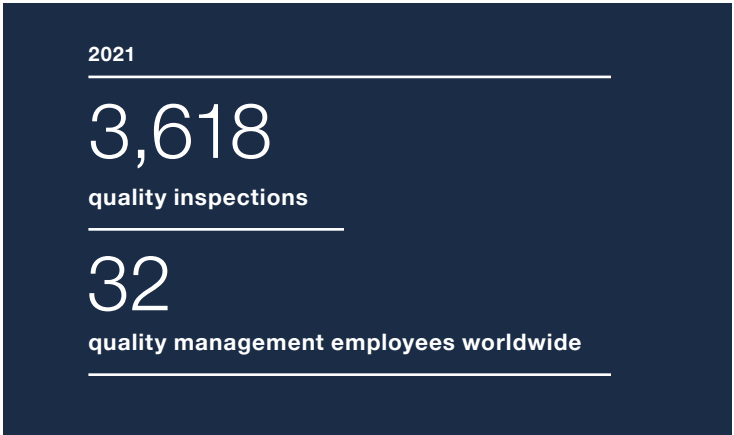 2021
3,618
quality inspections
32
quality management employees worldwide